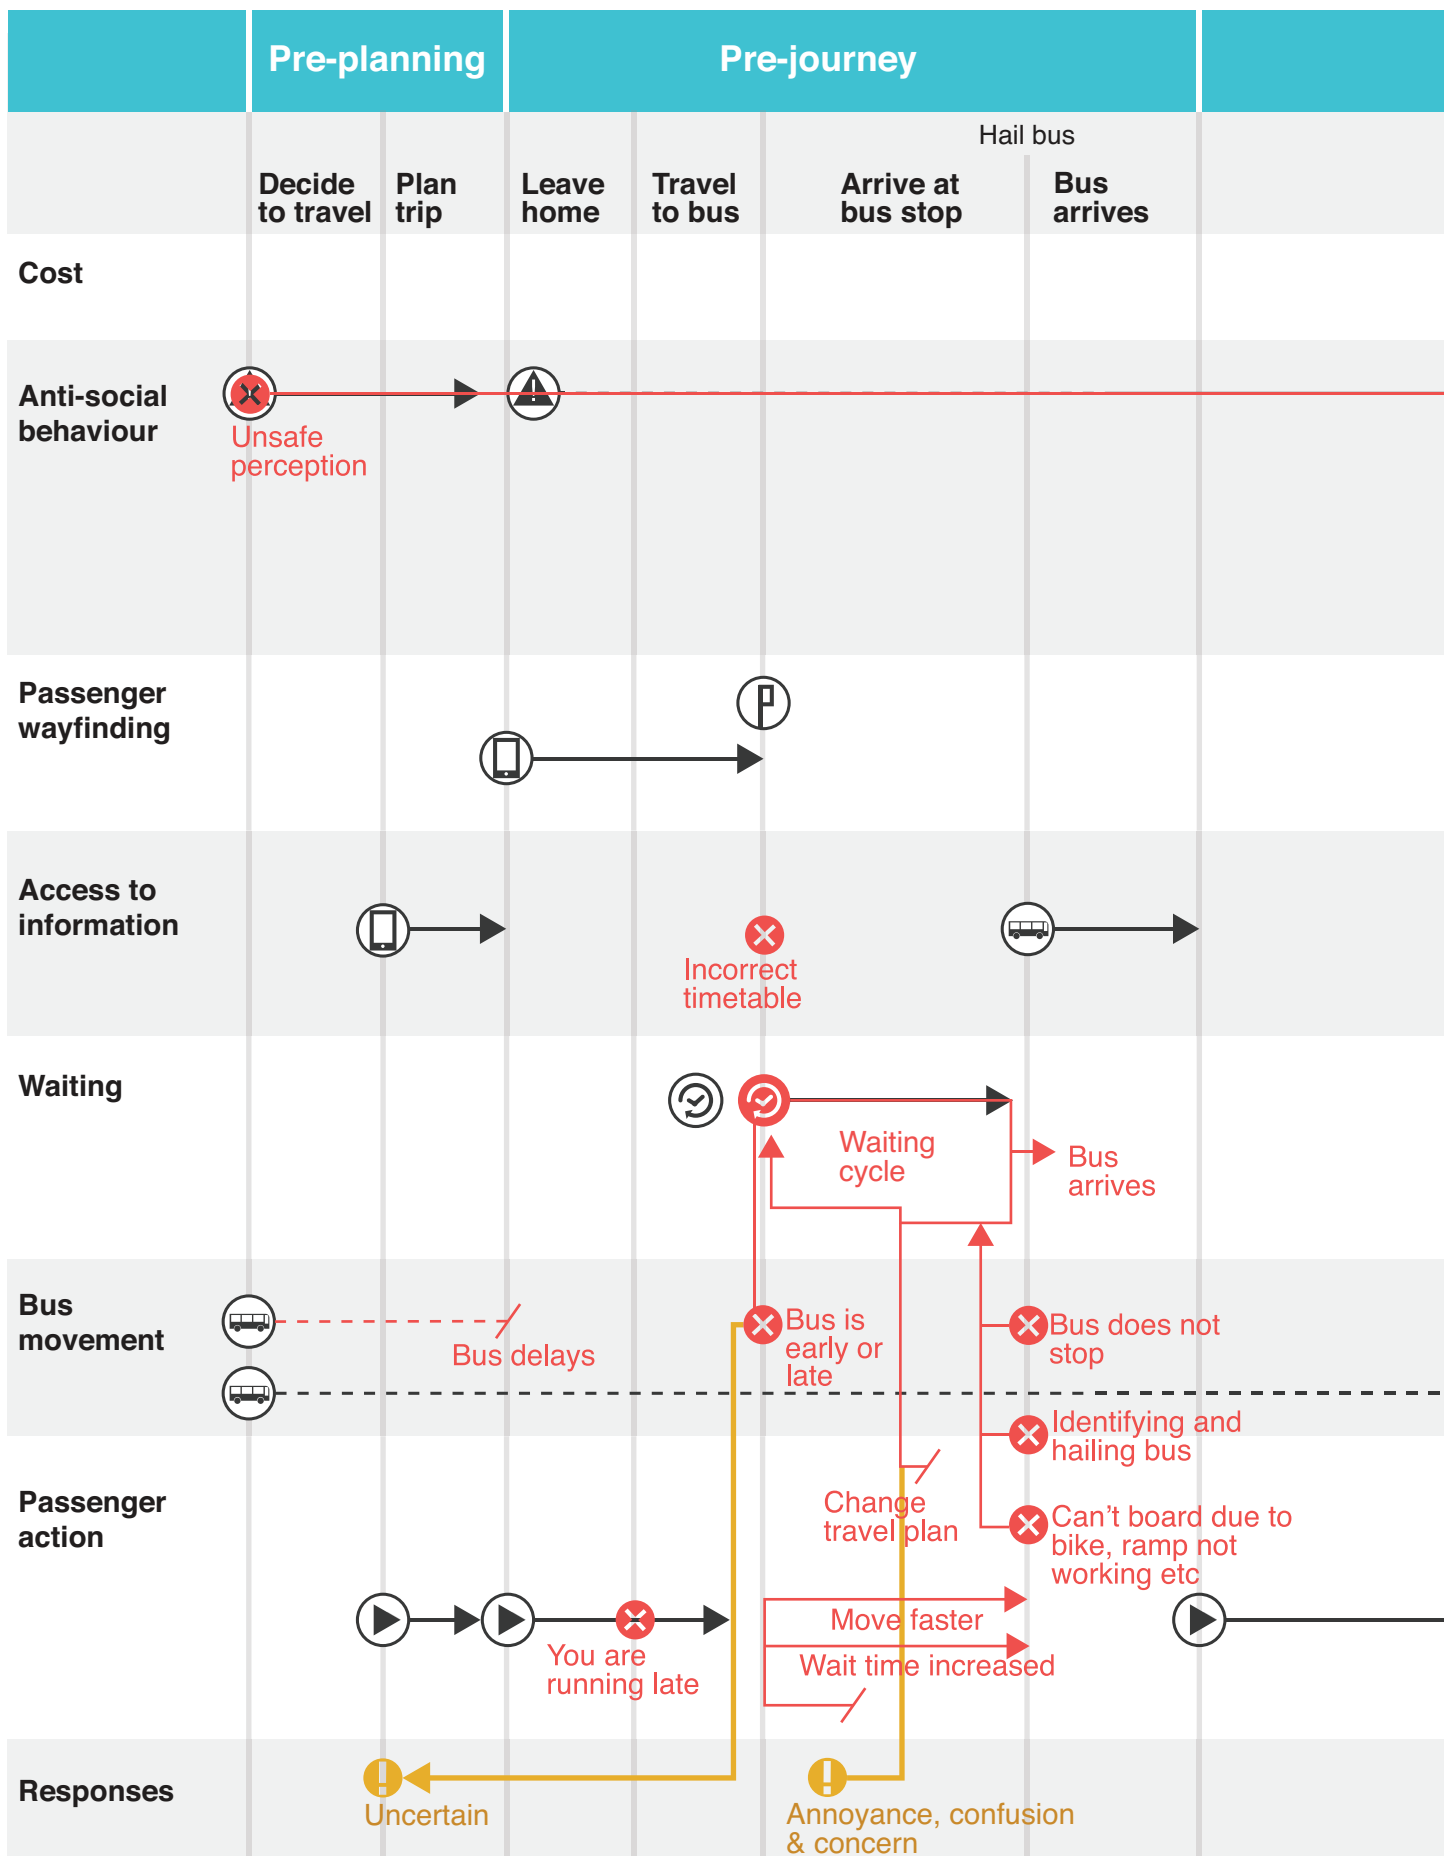 Pre-planning
Pre-journey
Hail bus
Decide
to travel
Plan
trip
Leave
home
Travel
to bus
Arrive at
bus stop
Bus
arrives
Cost
Anti-social
behaviour
Unsafe
perception
Passenger
wayfinding
Access to
information
Incorrect
timetable
Waiting
Waiting
cycle
Bus
arrives
Bus
movement
Bus delays
Bus is
early or
late
Bus does not
stop
Identifying and
hailing bus
Passenger
action
Change
travel plan
Can't board due to
bike, ramp not
working etc
You are
running late
Move faster
Wait time increased
Responses
Uncertain
Annoyance, confusion
& concern